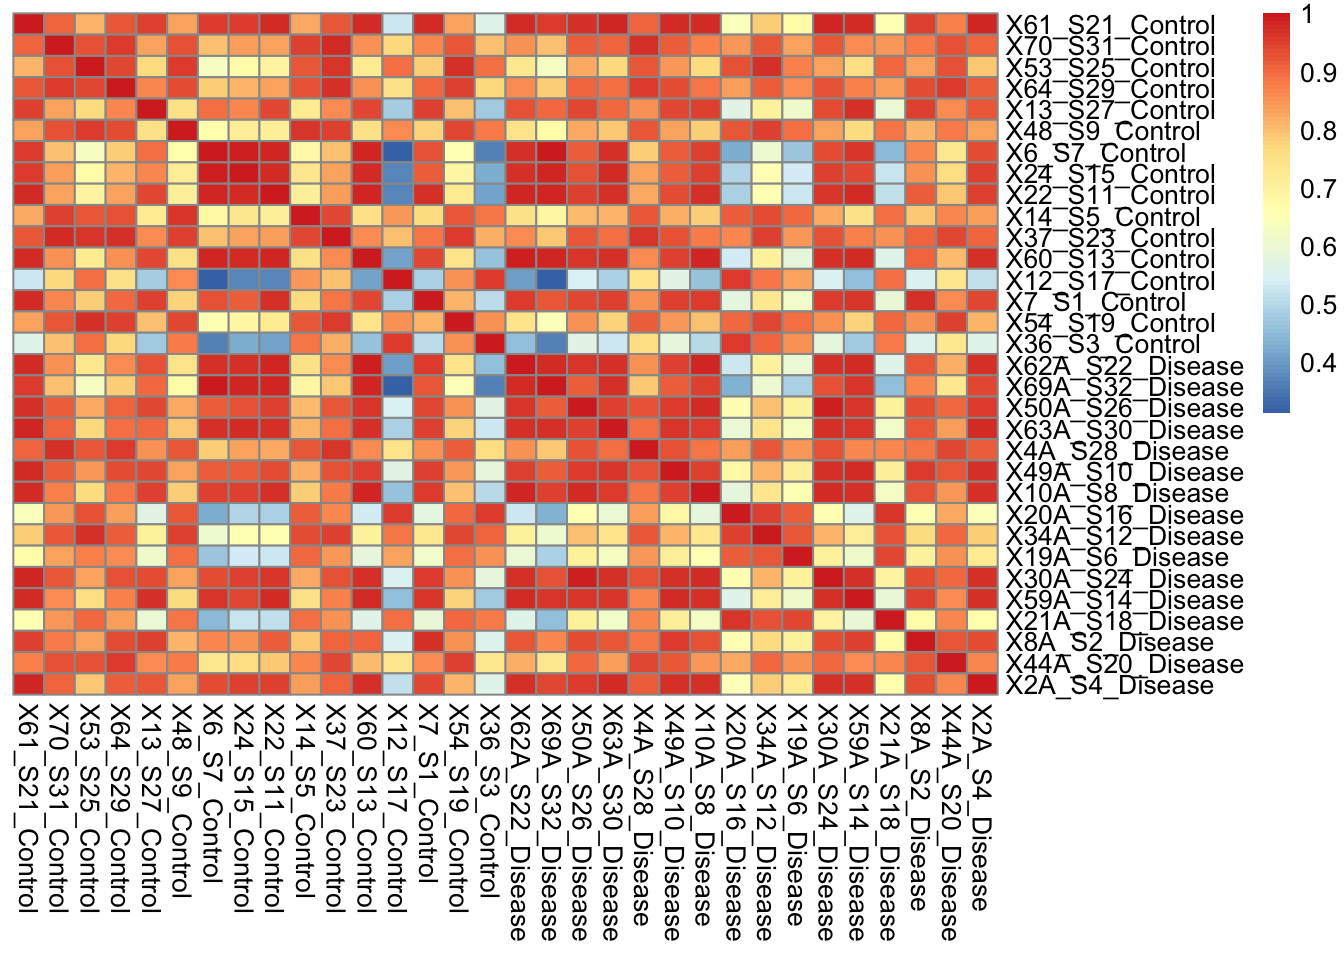 X61_S21_Control
X70_S31_Control
X53_S25_Control
X64_S29_Control
X13_S27_Control
X48_S9_Control
X6_S7_Control
X24_S15_Control
X22_S11_Control
X14_S5_Control
X37_S23_Control
X60_S13_Control
X12_S17_Control
X7_S1_Control
X54_S19_Control
X36_S3_Control
X62A_S22_Disease
X69A_S32_Disease
X50A_S26_Disease
X63A_S30_Disease
X4A_S28_Disease
X49A_S10_Disease
X10A_S8_Disease
X20A_S16_Disease
X34A_S12_Disease
X19A_S6_Disease
X30A_S24_Disease
X59A_S14_Disease
X21A_S18_Disease
X8A_S2_Disease
X44A_S20_Disease
X2A_S4_Disease
1
0.9
0.8
0.7
0.6
0.5
0.4
X61_S21_Control
X70_S31_Control
X53_S25_Control
X64_S29_Control
X13_S27_Control
X48_S9_Control
X6_S7_Control
X24_S15_Control
X22_S11_Control
X14_S5_Control
X37_S23_Control
X60_S13_Control
X12_S17_Control
X7_S1_Control
X54_S19_Control
X36_S3_Control
X62A_S22_Disease
X69A_S32_Disease
X50A_S26_Disease
X63A_S30_Disease
X4A_S28_Disease
X49A_S10_Disease
X10A_S8_Disease
X20A_S16_Disease
X34A_S12_Disease
X19A_S6_Disease
X30A_S24_Disease
X59A_S14_Disease
X21A_S18_Disease
X8A_S2_Disease
X44A_S20_Disease
X2A_S4_Disease